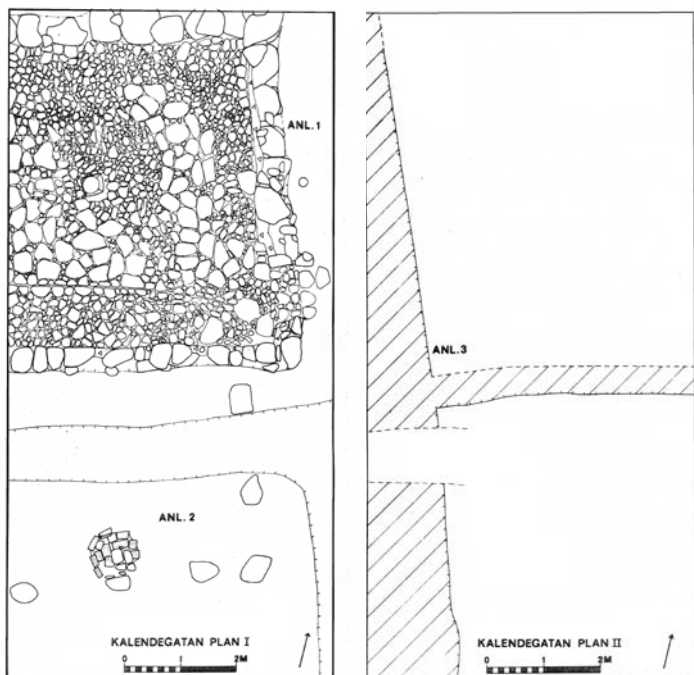 ANL.1
ANL.2
KALENDEGATAN PLAN I
0 1 2M
ANL.3
KALENDEGATAN PLAN II
0 1 2M